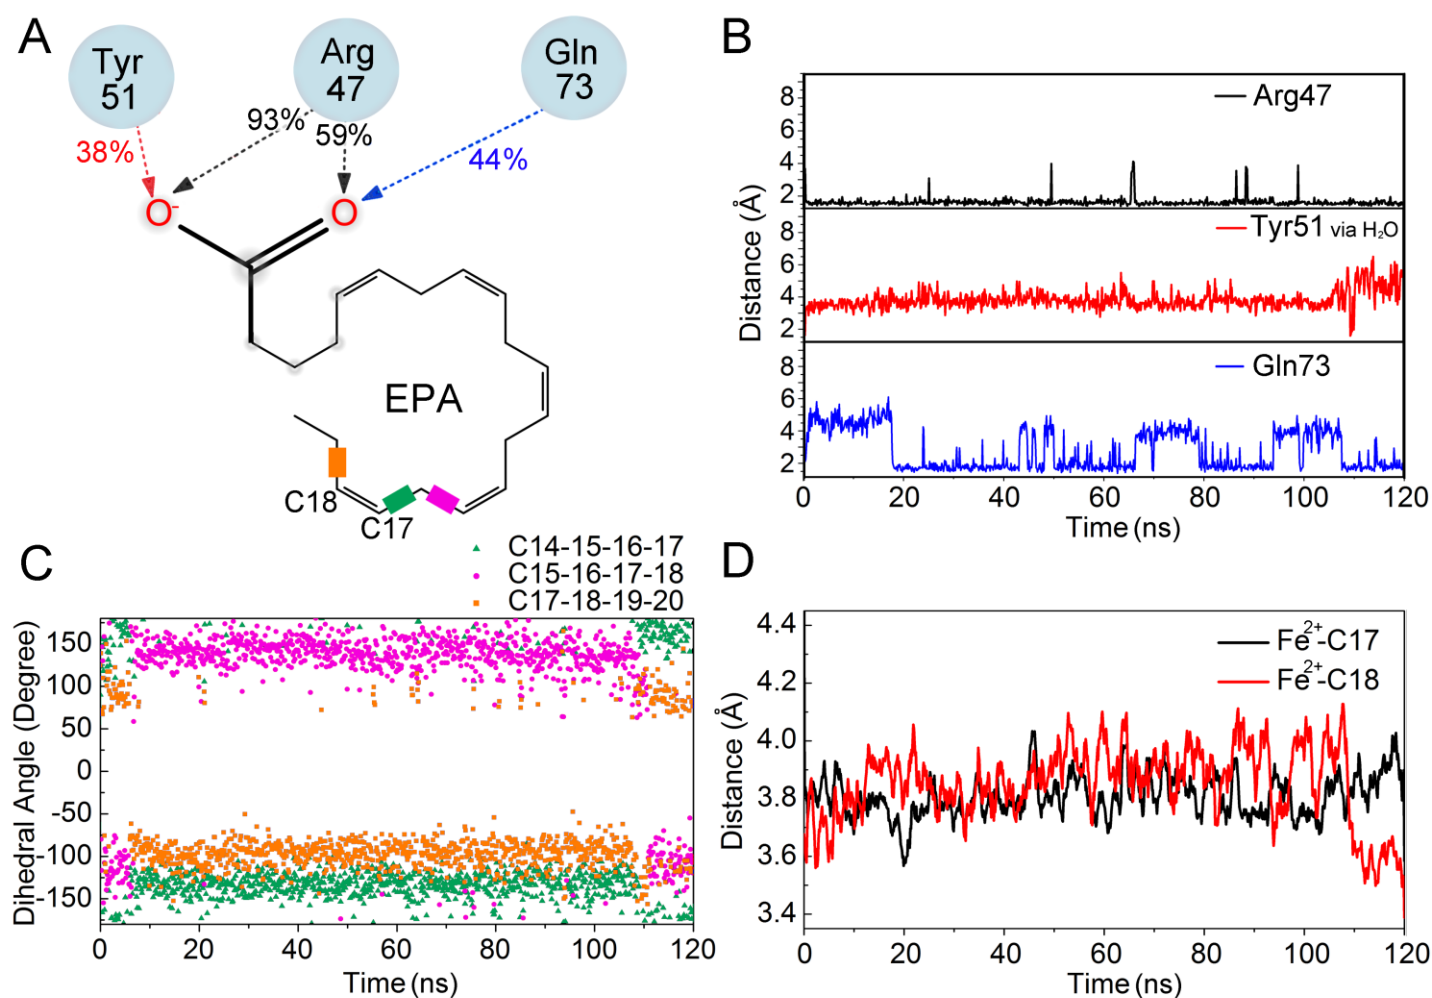 A
Tyr
51
Arg
47
Gln
73
93%
59%
38%
44%
O-
O
EPA
C18
C17
B
Arg47
Tyr51 via H₂O
Gln73
8
6
4
2
8
6
4
2
8
6
4
2
Distance (Å)
0 20 40 60 80 100 120
Time (ns)
C
C14-15-16-17
C15-16-17-18
C17-18-19-20
150
100
50
0
-50
-100
-150
Dihedral Angle (Degree)
0 20 40 60 80 100 120
Time (ns)
D
Fe²⁺-C17
Fe²⁺-C18
4.4
4.2
4.0
3.8
3.6
3.4
Distance (Å)
0 20 40 60 80 100 120
Time (ns)